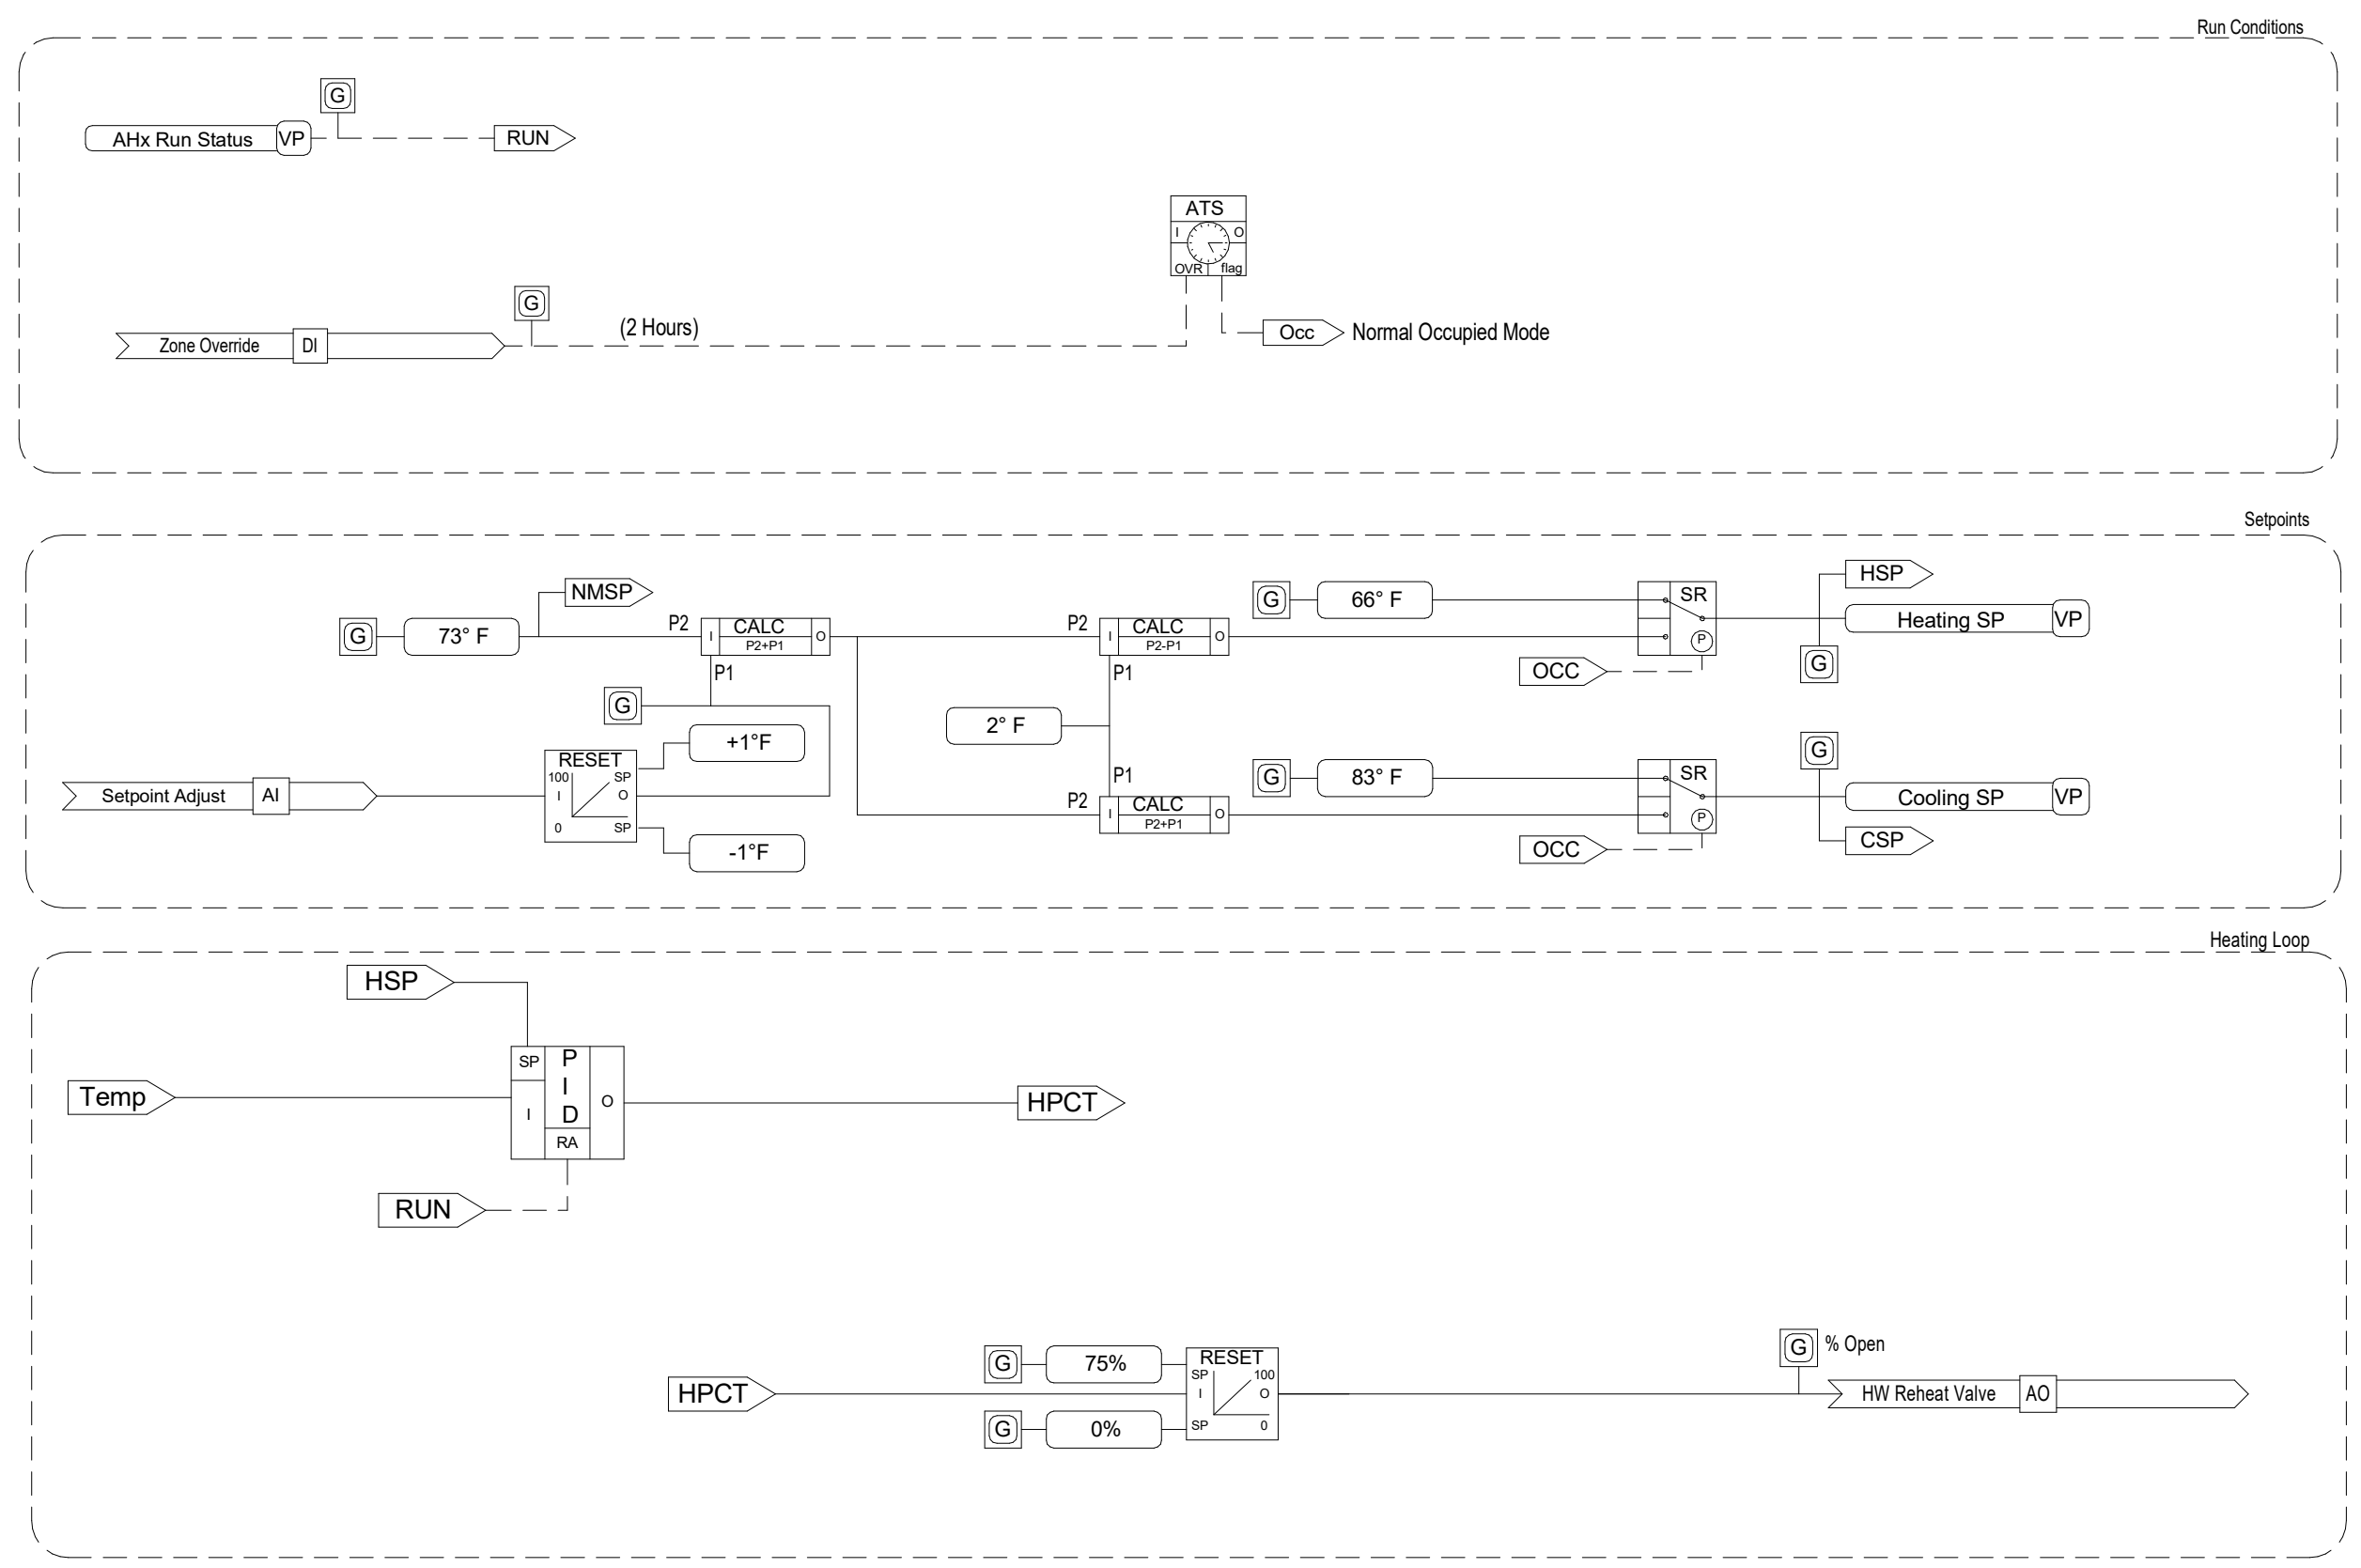 Run Conditions
G
AHx Run Status VP
RUN
ATS
I O
OVR flag
G
(2 Hours)
Zone Override DI
Occ Normal Occupied Mode
Setpoints
NMSP
G 73° F
P2 I CALC O
P2+P1
P1
G
+1°F
RESET
100 SP
I O
0 SP
Setpoint Adjust AI
-1°F
P2 I CALC O
P2-P1
P1
2° F
P1
P2 I CALC O
P2+P1
G 66° F
SR
P
OCC
HSP
Heating SP VP
G
G 83° F
SR
P
OCC
G
Cooling SP VP
CSP
Heating Loop
HSP
SP P
I
I D O
RA
Temp
HPCT
RUN
G 75%
RESET
SP 100
HPCT
I O
SP 0
G 0%
G % Open
HW Reheat Valve AO